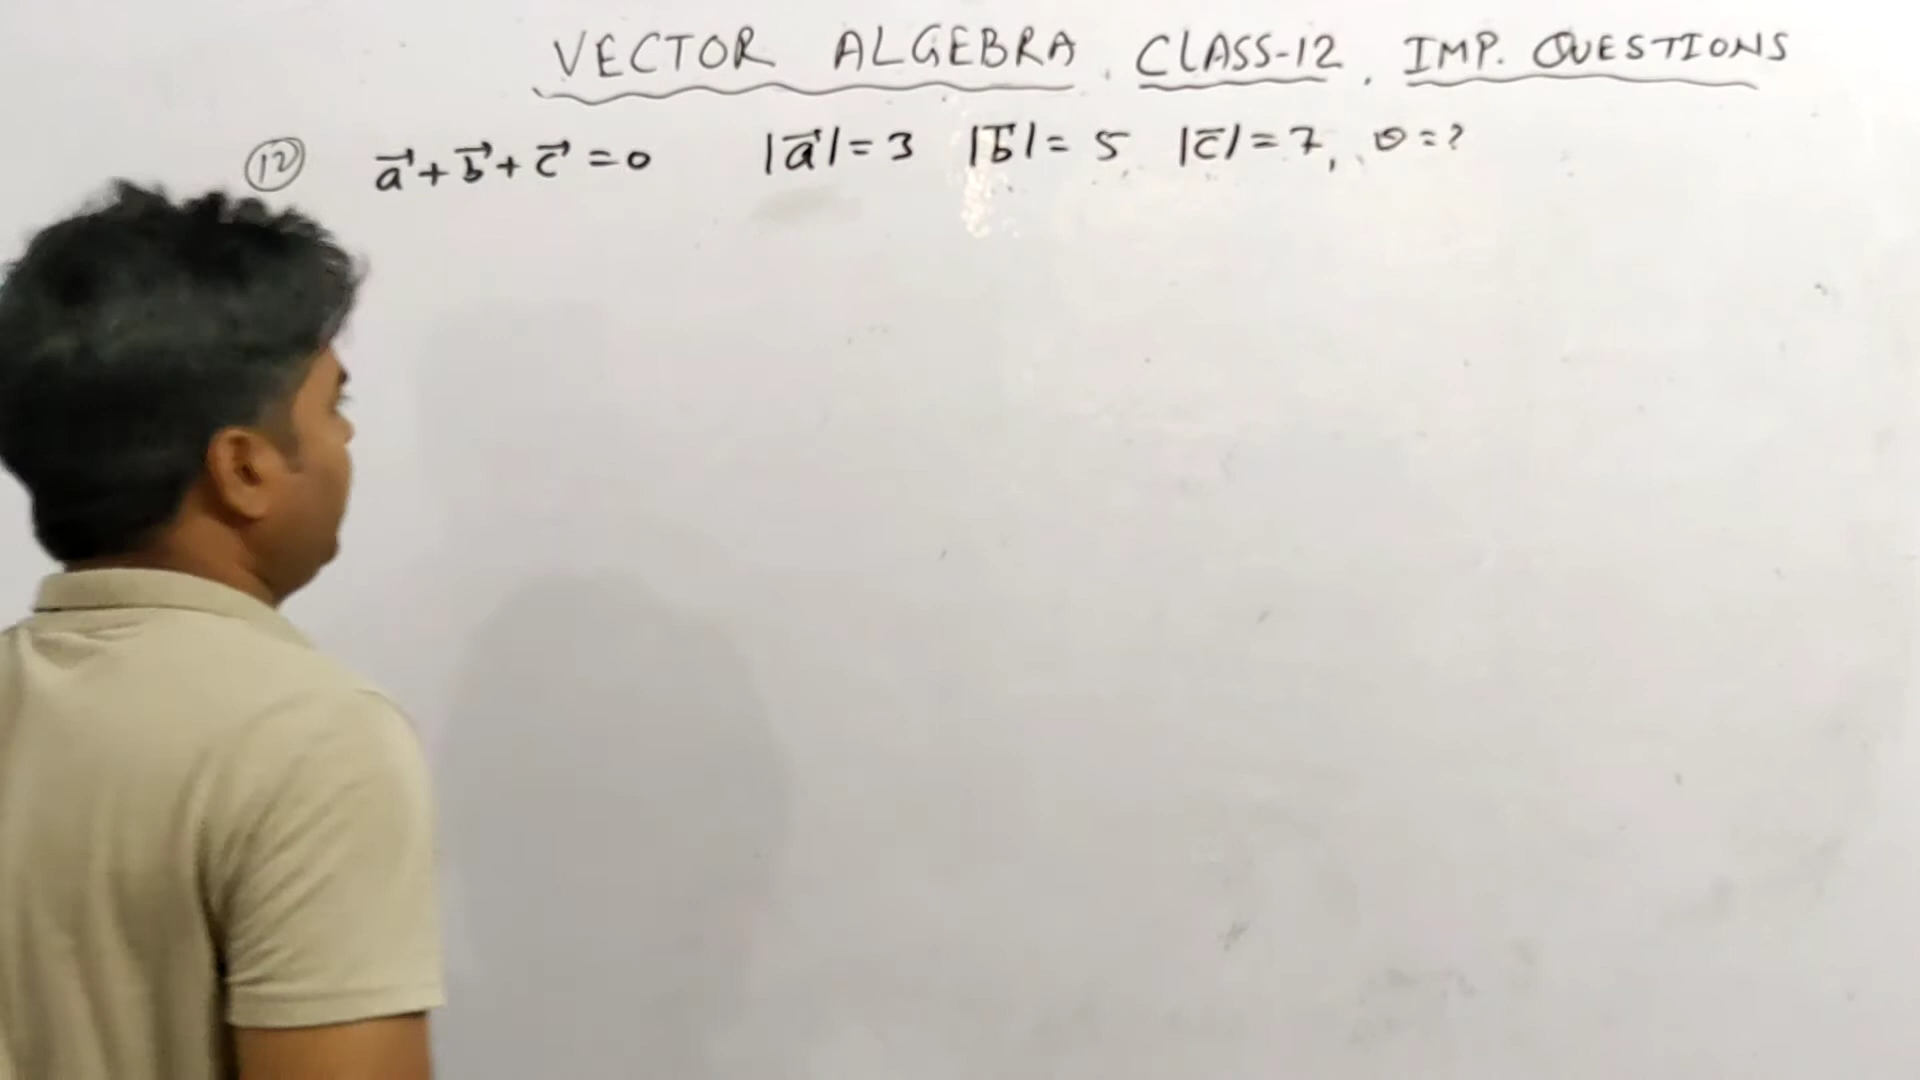 VECTOR ALGEBRA, CLASS-12, IMP. QUESTIONS
(12) a⃗ + b⃗ + c⃗ = 0 |a⃗| = 3 |b⃗| = 5 |c̅| = 7, θ = ?